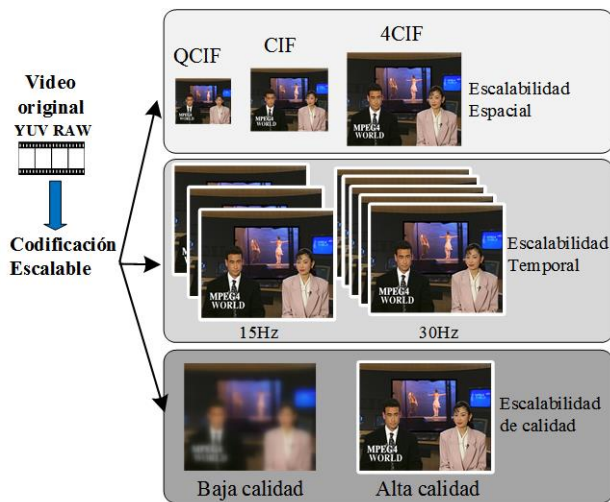 Video
original
YUV RAW
Codificación
Escalable
QCIF
CIF
4CIF
MPEG4
WORLD
Escalabilidad
Espacial
MPEG4
WORLD
15Hz
MPEG4
WORLD
30Hz
Escalabilidad
Temporal
MPEG4
WORLD
Baja calidad
MPEG4
WORLD
Alta calidad
Escalabilidad
de calidad